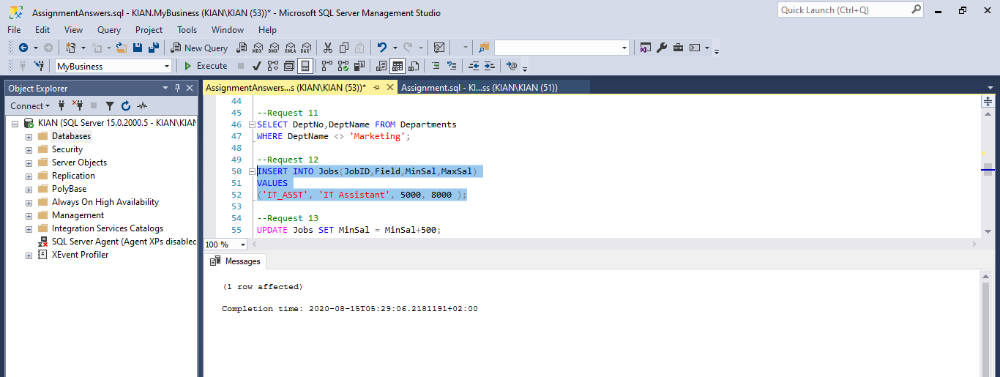 AssignmentAnswers.sql - KIAN.MyBusiness (KIAN\KIAN (53))* - Microsoft SQL Server Management Studio
Quick Launch (Ctrl+Q)
File Edit View Query Project Tools Window Help
New Query MDX DMX XMLA DAX
MyBusiness Execute
Object Explorer
AssignmentAnswers...s (KIAN\KIAN (53))* Assignment.sql - KI...ss (KIAN\KIAN (51))
Connect
KIAN (SQL Server 15.0.2000.5 - KIAN\KIAN
Databases
Security
Server Objects
Replication
PolyBase
Always On High Availability
Management
Integration Services Catalogs
SQL Server Agent (Agent XPs disabled
XEvent Profiler
44
45 --Request 11
46 SELECT DeptNo,DeptName FROM Departments
47 WHERE DeptName <> 'Marketing';
48
49 --Request 12
50 INSERT INTO Jobs(JobID,Field,MinSal,MaxSal)
51 VALUES
52 ('IT_ASST', 'IT Assistant', 5000, 8000 );
53
54 --Request 13
55 UPDATE Jobs SET MinSal = MinSal+500;
100 %
Messages
(1 row affected)
Completion time: 2020-08-15T05:29:06.2181191+02:00